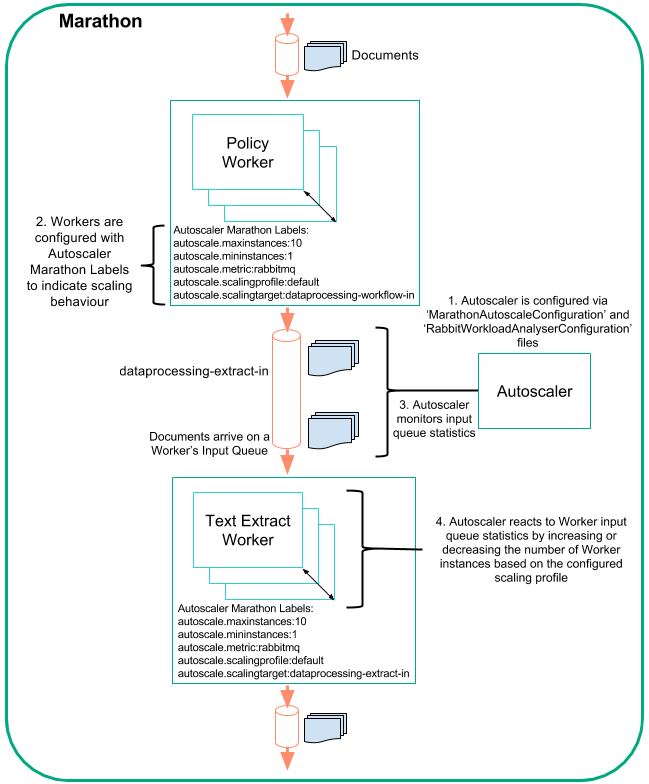 Marathon
Documents
Policy
Worker
2. Workers are
configured with
Autoscaler
Marathon Labels
to indicate scaling
behaviour
Autoscaler Marathon Labels:
autoscale.maxinstances:10
autoscale.mininstances:1
autoscale.metric:rabbitmq
autoscale.scalingprofile:default
autoscale.scalingtarget:dataprocessing-workflow-in
1. Autoscaler is configured via
‘MarathonAutoscaleConfiguration’ and
‘RabbitWorkloadAnalyserConfiguration’
files
dataprocessing-extract-in
Autoscaler
3. Autoscaler
monitors input
queue statistics
Documents arrive on a
Worker’s Input Queue
Text Extract
Worker
4. Autoscaler reacts to Worker input
queue statistics by increasing or
decreasing the number of Worker
instances based on the configured
scaling profile
Autoscaler Marathon Labels:
autoscale.maxinstances:10
autoscale.mininstances:1
autoscale.metric:rabbitmq
autoscale.scalingprofile:default
autoscale.scalingtarget:dataprocessing-extract-in